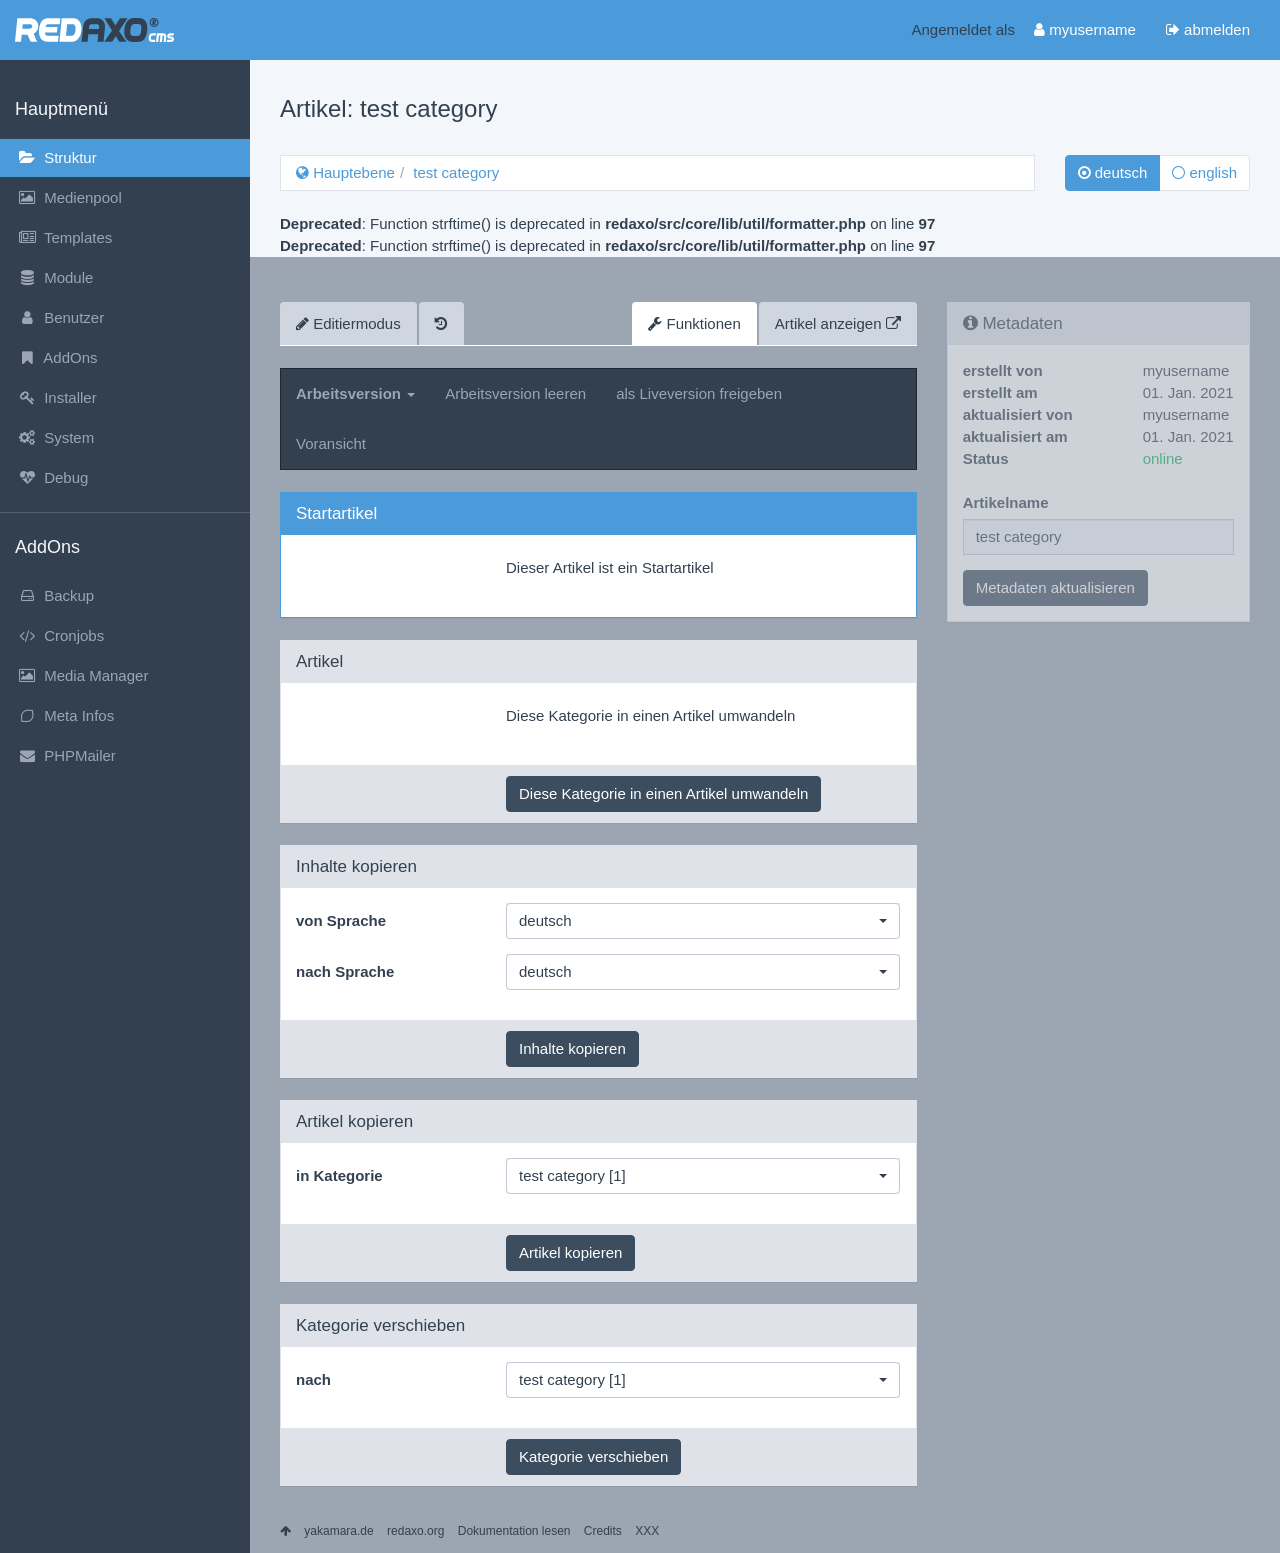 REDAXO® cms
Angemeldet als myusername abmelden
Hauptmenü
Struktur
Medienpool
Templates
Module
Benutzer
AddOns
Installer
System
Debug
AddOns
Backup
Cronjobs
Media Manager
Meta Infos
PHPMailer
Artikel: test category
Hauptebene / test category
deutsch english
Deprecated: Function strftime() is deprecated in redaxo/src/core/lib/util/formatter.php on line 97
Deprecated: Function strftime() is deprecated in redaxo/src/core/lib/util/formatter.php on line 97
Editiermodus Funktionen Artikel anzeigen
Arbeitsversion Arbeitsversion leeren als Liveversion freigeben
Voransicht
Startartikel
Dieser Artikel ist ein Startartikel
Artikel
Diese Kategorie in einen Artikel umwandeln
Diese Kategorie in einen Artikel umwandeln
Inhalte kopieren
von Sprache deutsch
nach Sprache deutsch
Inhalte kopieren
Artikel kopieren
in Kategorie test category [1]
Artikel kopieren
Kategorie verschieben
nach test category [1]
Kategorie verschieben
Metadaten
erstellt von myusername
erstellt am 01. Jan. 2021
aktualisiert von myusername
aktualisiert am 01. Jan. 2021
Status online
Artikelname
test category
Metadaten aktualisieren
yakamara.de redaxo.org Dokumentation lesen Credits XXX